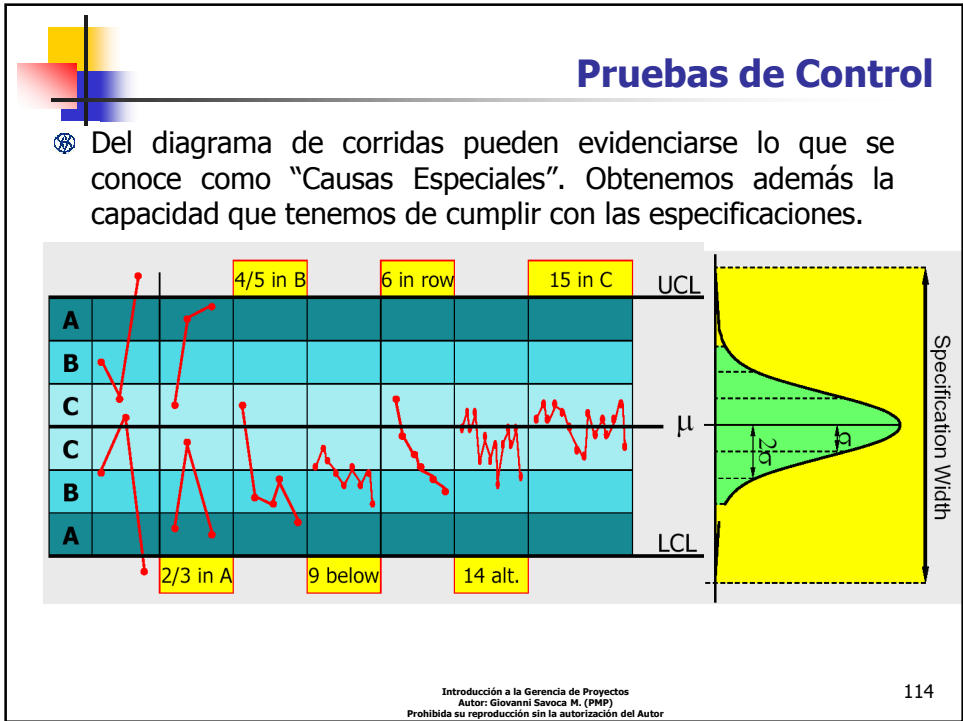 Pruebas de Control
Del diagrama de corridas pueden evidenciarse lo que se
conoce como “Causas Especiales”. Obtenemos además la
capacidad que tenemos de cumplir con las especificaciones.
4/5 in B
6 in row
15 in C
UCL
A
B
C
C
B
A
μ
LCL
2/3 in A
9 below
14 alt.
2σ
σ
Specification Width
Introducción a la Gerencia de Proyectos
Autor: Giovanni Savoca M. (PMP)
Prohibida su reproducción sin la autorización del Autor
114